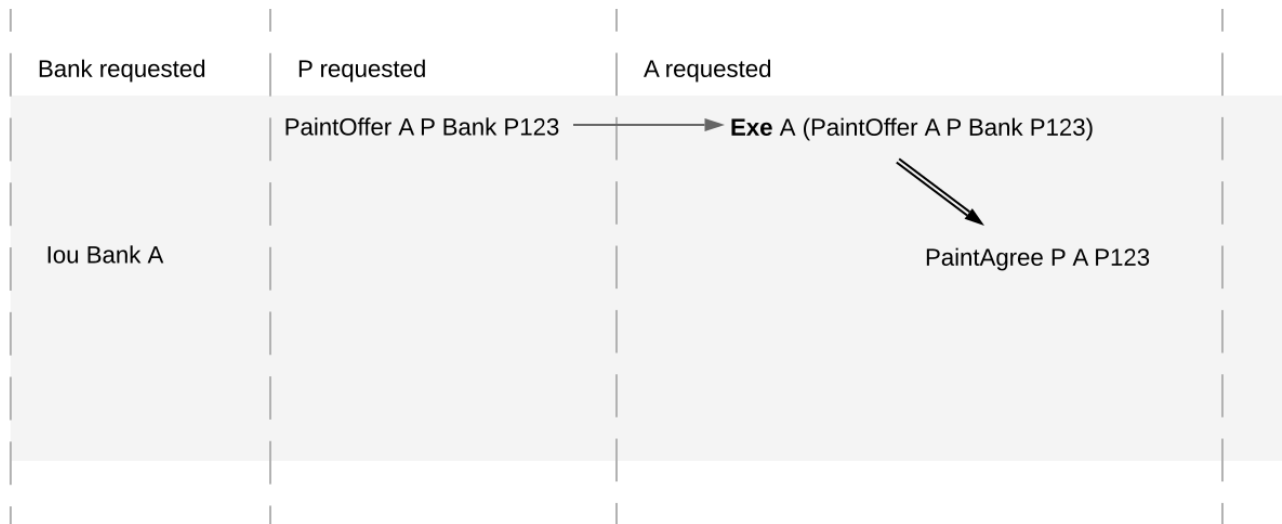 Bank requested
P requested
A requested
PaintOffer A P Bank P123
Exe A (PaintOffer A P Bank P123)
Iou Bank A
PaintAgree P A P123